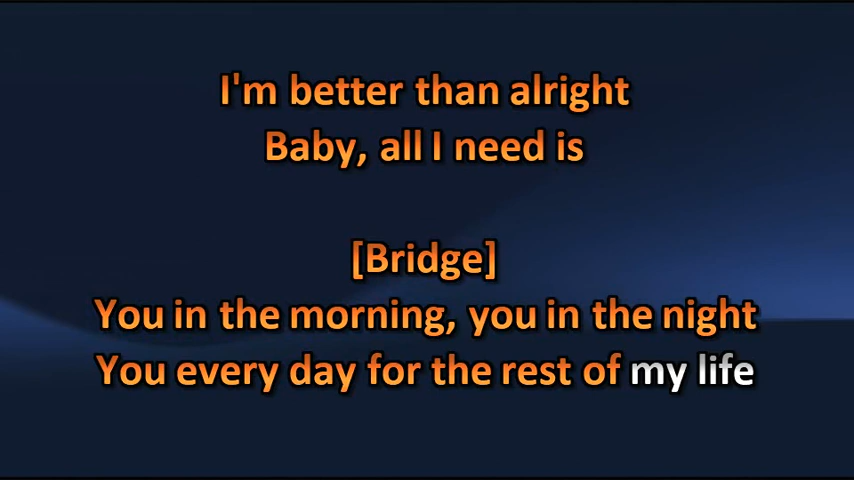 I'm better than alright
Baby, all I need is
[Bridge]
You in the morning, you in the night
You every day for the rest of my life